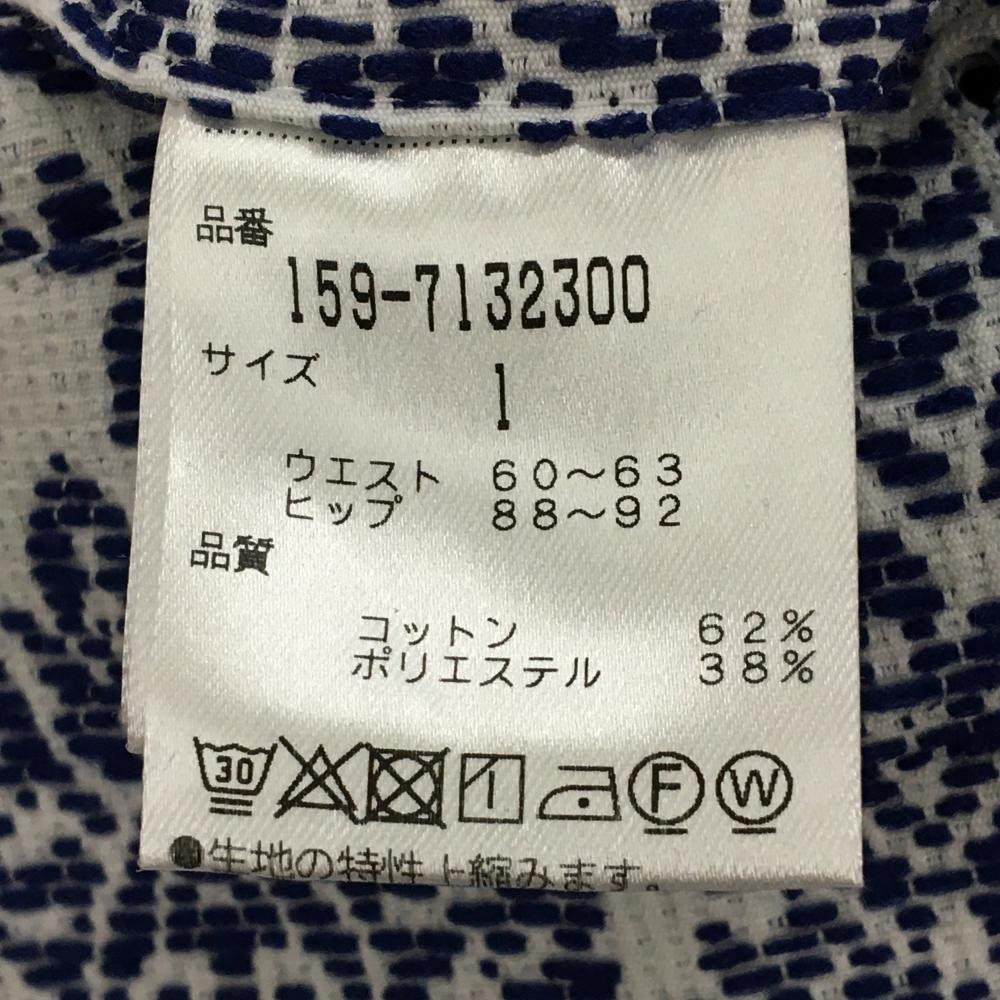 品番
159-7132300
サイズ
1
ウエスト 60～63
ヒップ 88～92
品質
コットン 62%
ポリエステル 38%
30 F W
●生地の特性上縮みます。